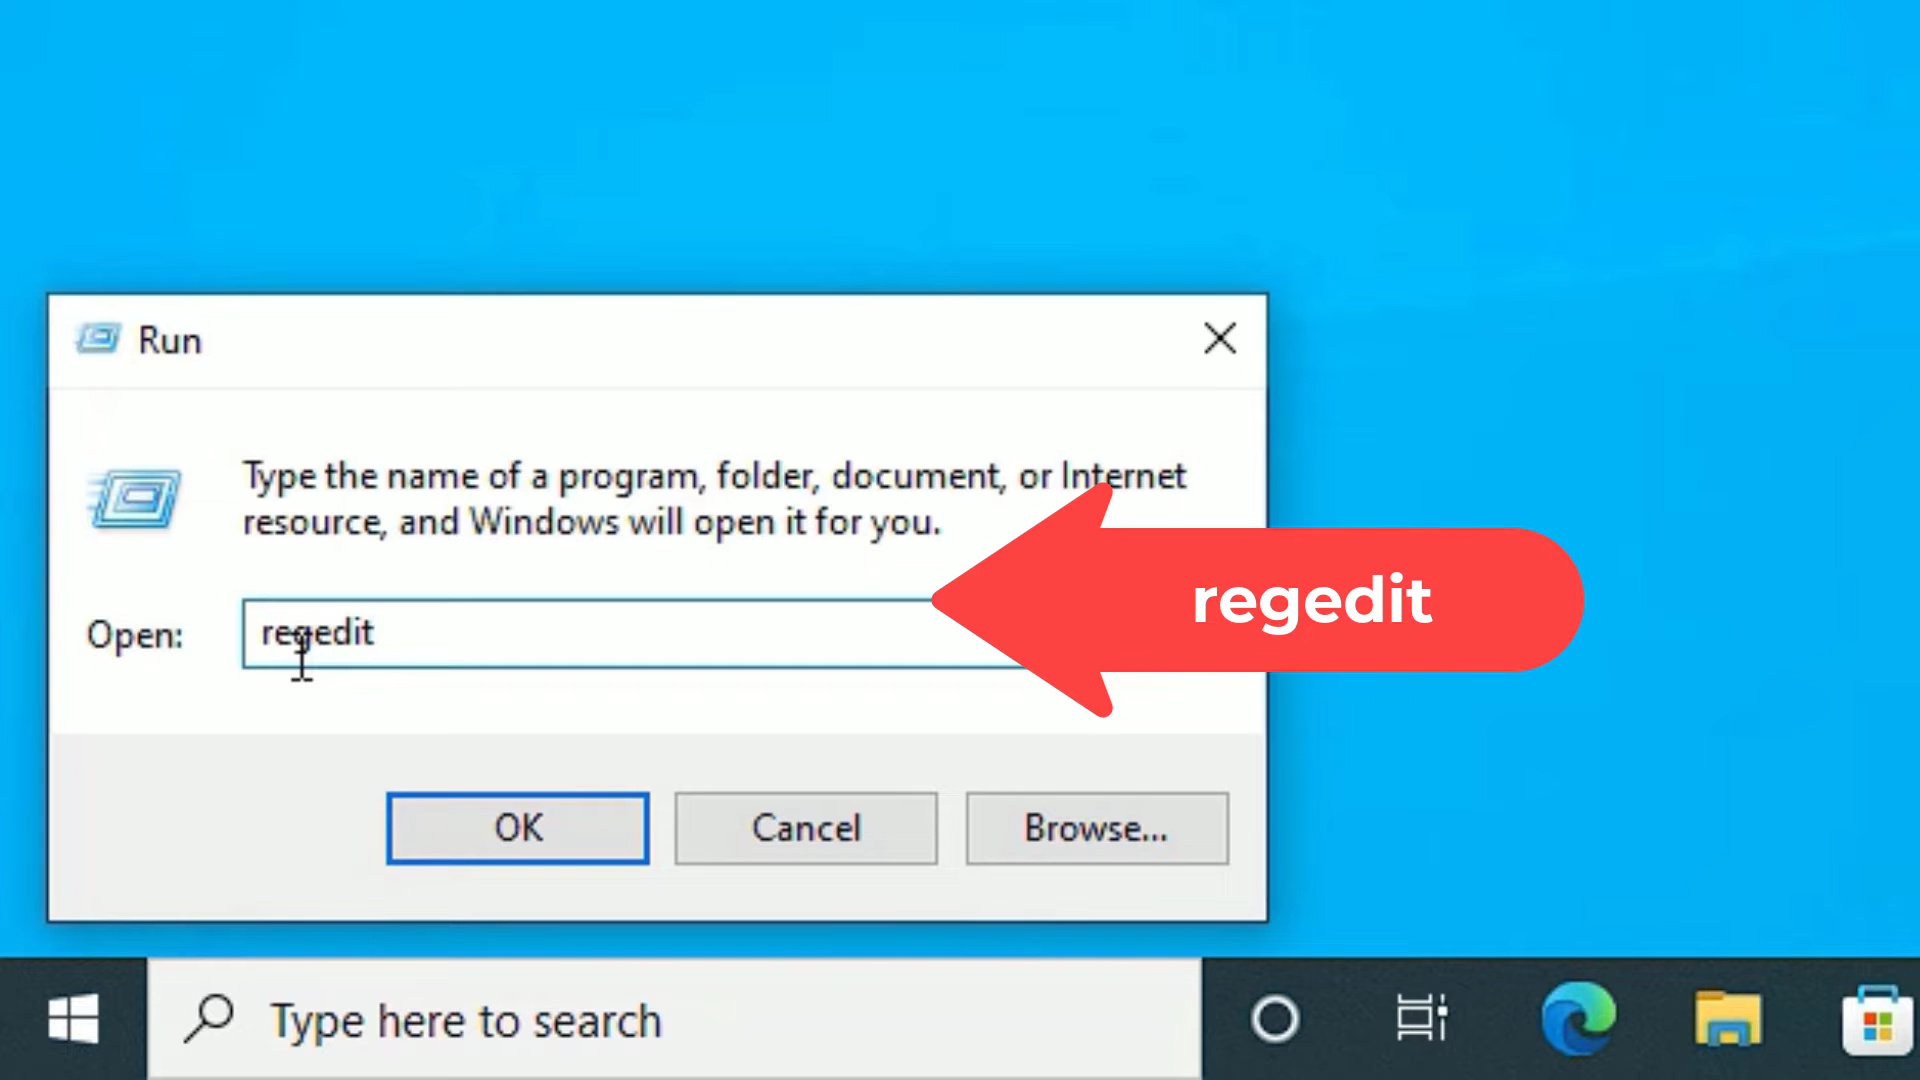 Run
Type the name of a program, folder, document, or Internet
resource, and Windows will open it for you.
Open: regedit
regedit
OK Cancel Browse...
Type here to search